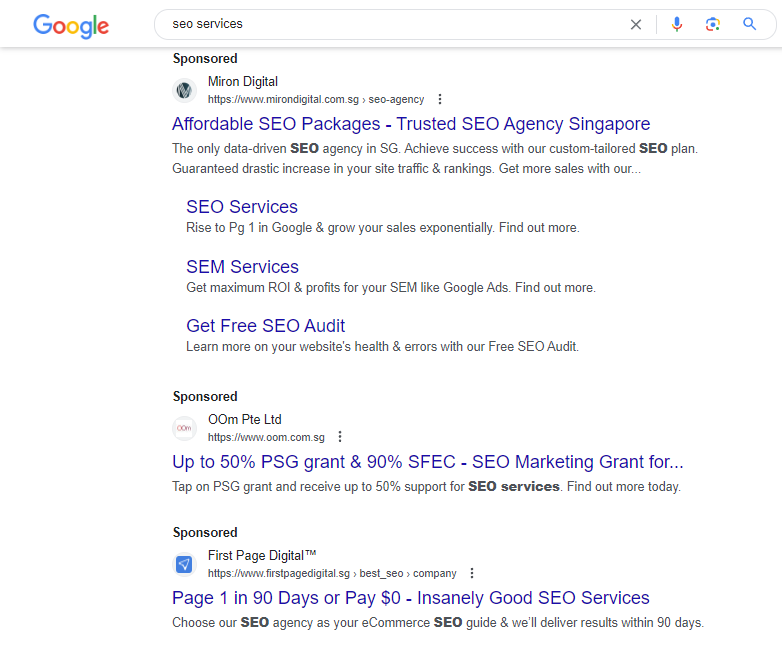 Google
seo services
Sponsored
Miron Digital
https://www.mirondigital.com.sg › seo-agency
Affordable SEO Packages - Trusted SEO Agency Singapore
The only data-driven SEO agency in SG. Achieve success with our custom-tailored SEO plan.
Guaranteed drastic increase in your site traffic & rankings. Get more sales with our...
SEO Services
Rise to Pg 1 in Google & grow your sales exponentially. Find out more.
SEM Services
Get maximum ROI & profits for your SEM like Google Ads. Find out more.
Get Free SEO Audit
Learn more on your website's health & errors with our Free SEO Audit.
Sponsored
OOm
OOm Pte Ltd
https://www.oom.com.sg
Up to 50% PSG grant & 90% SFEC - SEO Marketing Grant for...
Tap on PSG grant and receive up to 50% support for SEO services. Find out more today.
Sponsored
First Page Digital™
https://www.firstpagedigital.sg › best_seo › company
Page 1 in 90 Days or Pay $0 - Insanely Good SEO Services
Choose our SEO agency as your eCommerce SEO guide & we'll deliver results within 90 days.